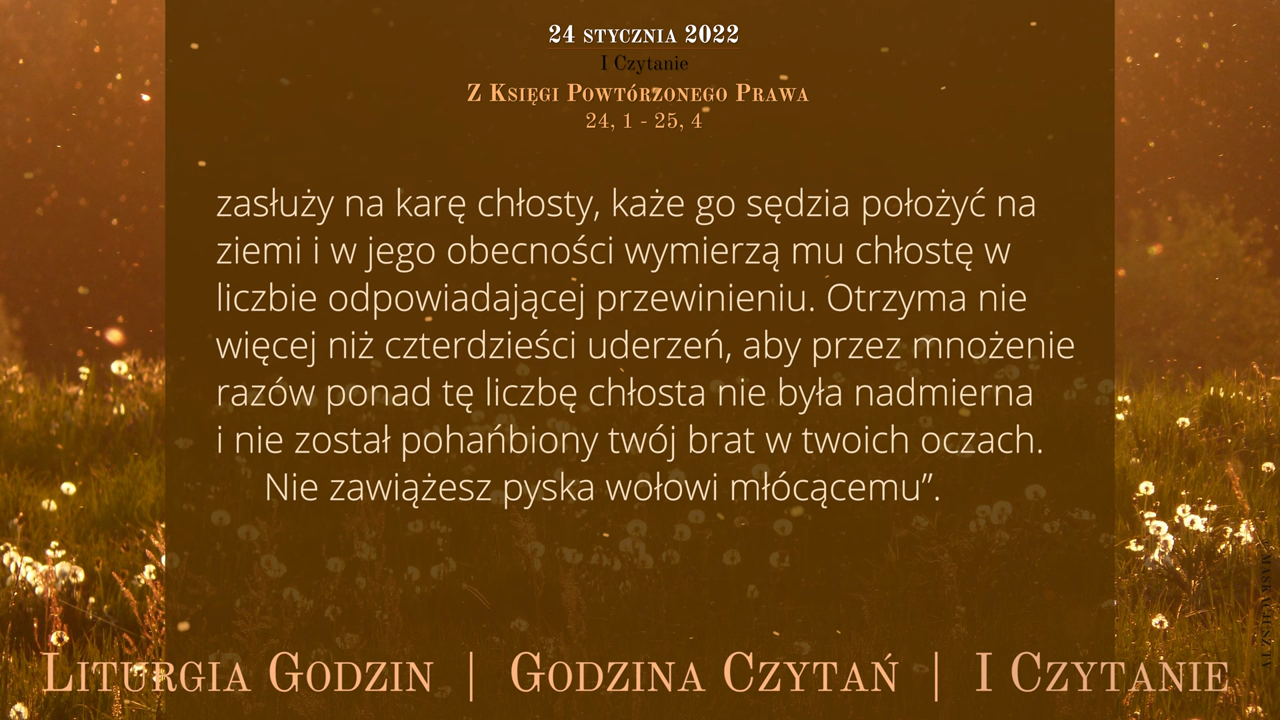 24 STYCZNIA 2022
I Czytanie
Z Księgi Powtórzonego Prawa
24, 1 - 25, 4
zasłuży na karę chłosty, każe go sędzia położyć na
ziemi i w jego obecności wymierzą mu chłostę w
liczbie odpowiadającej przewinieniu. Otrzyma nie
więcej niż czterdzieści uderzeń, aby przez mnożenie
razów ponad tę liczbę chłosta nie była nadmierna
i nie został pohańbiony twój brat w twoich oczach.
Nie zawiążesz pyska wołowi młócącemu”.
Liturgia Godzin | Godzina Czytań | I Czytanie